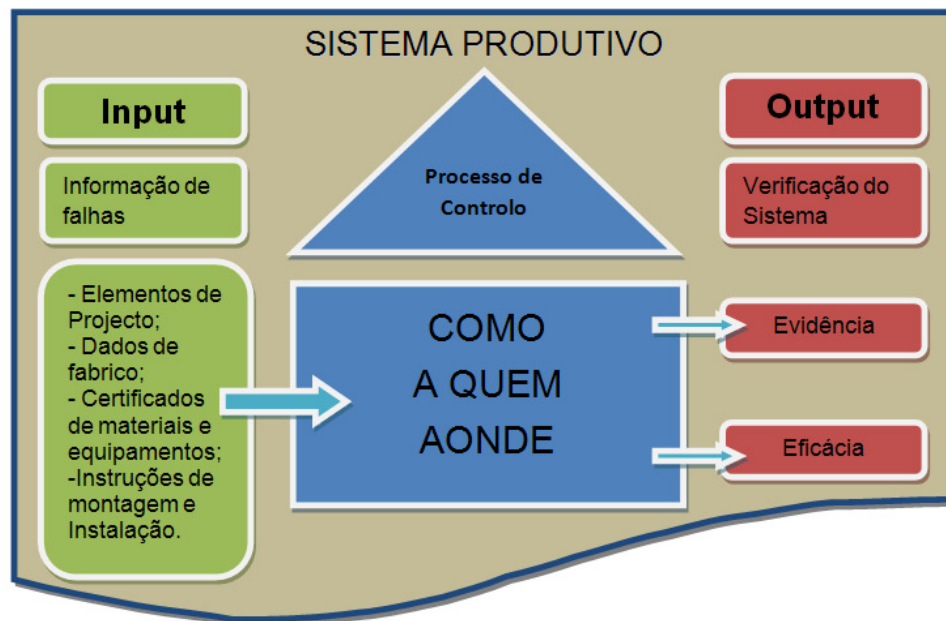 SISTEMA PRODUTIVO
Input
Informação de
falhas
- Elementos de
Projecto;
- Dados de
fabrico;
- Certificados
de materiais e
equipamentos;
-Instruções de
montagem e
Instalação.
Processo de
Controlo
COMO
A QUEM
AONDE
Output
Verificação do
Sistema
Evidência
Eficácia